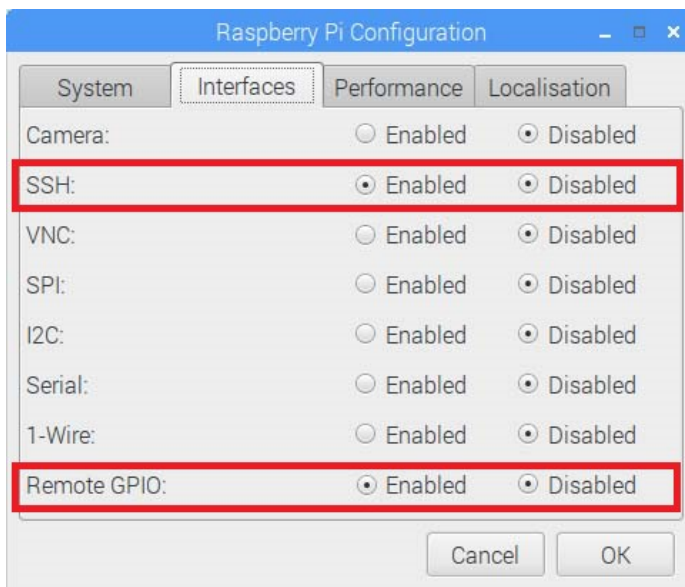 Raspberry Pi Configuration
System Interfaces Performance Localisation
Camera: Enabled Disabled
SSH: Enabled Disabled
VNC: Enabled Disabled
SPI: Enabled Disabled
I2C: Enabled Disabled
Serial: Enabled Disabled
1-Wire: Enabled Disabled
Remote GPIO: Enabled Disabled
Cancel OK